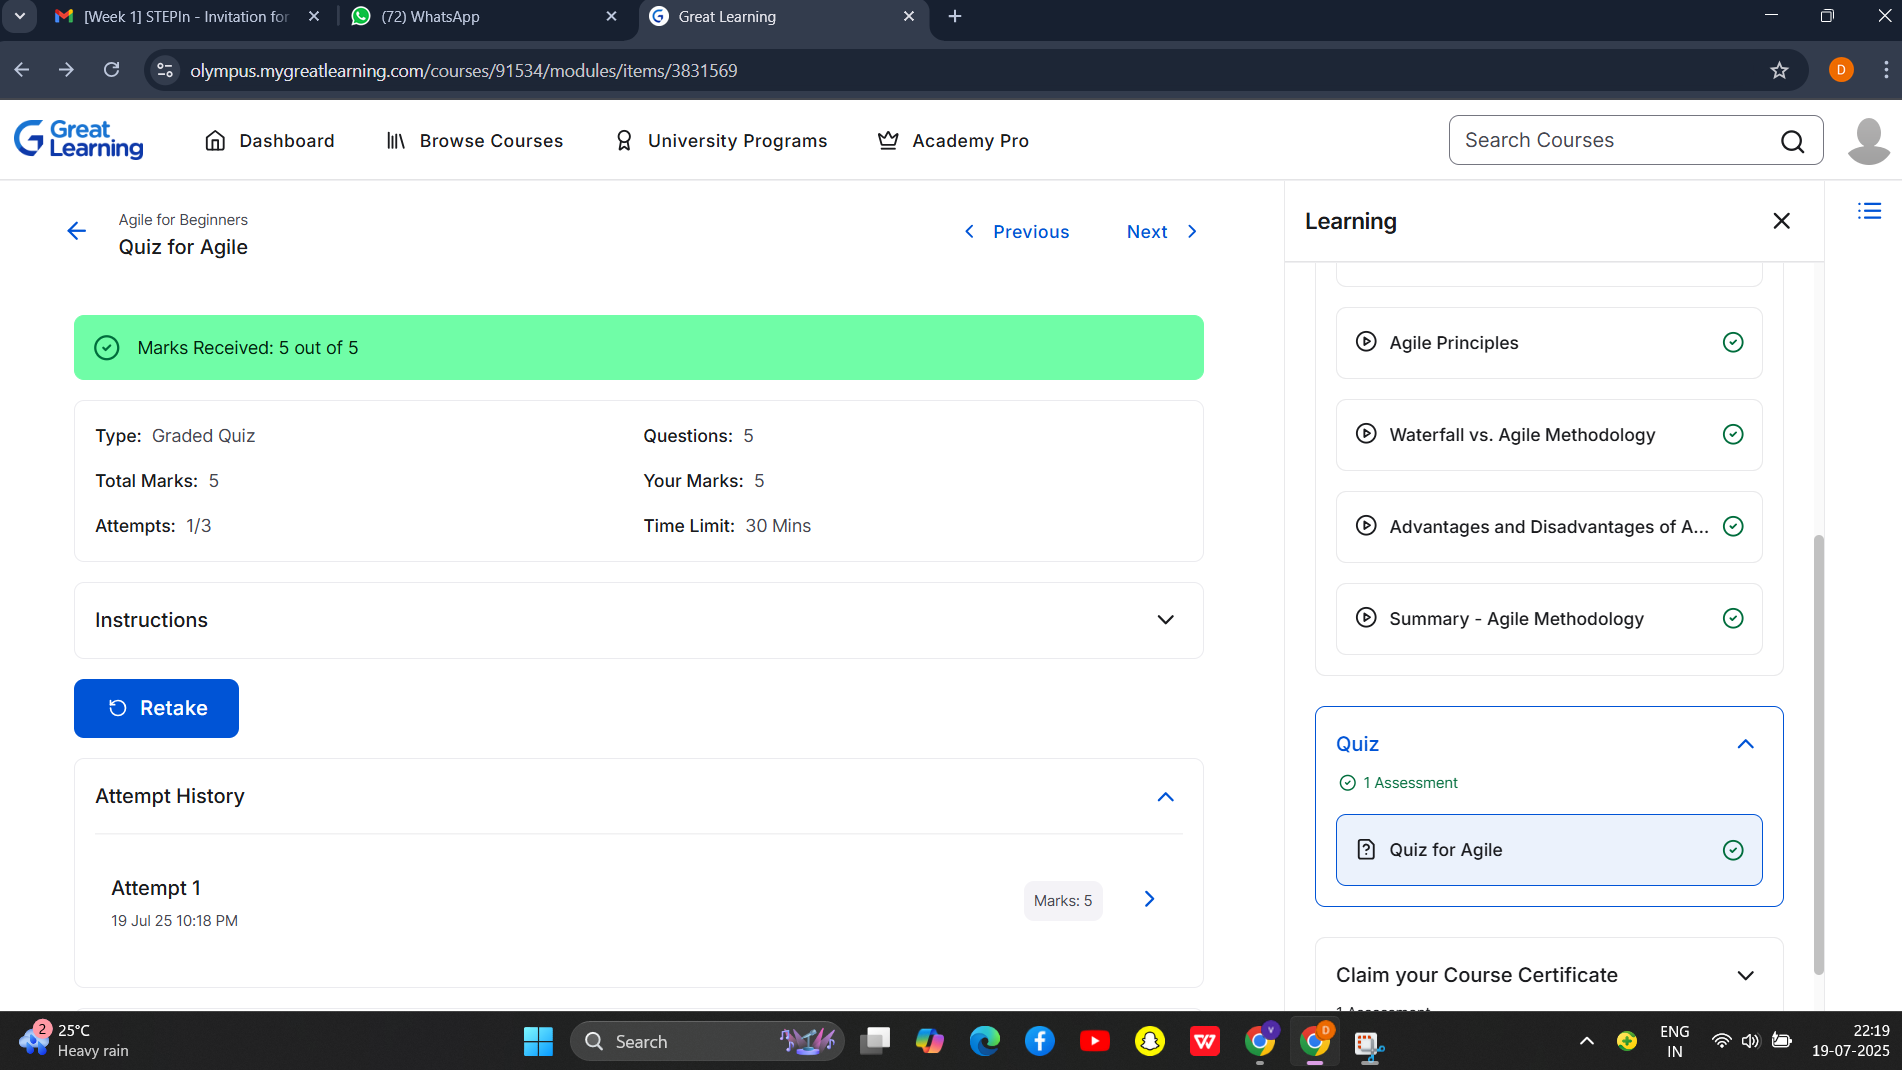 [Week 1] STEPIn - Invitation for
(72) WhatsApp
Great Learning
olympus.mygreatlearning.com/courses/91534/modules/items/3831569
D
Great
Learning
Dashboard
Browse Courses
University Programs
Academy Pro
Search Courses
Agile for Beginners
Quiz for Agile
Previous
Next
Marks Received: 5 out of 5
Type: Graded Quiz
Questions: 5
Total Marks: 5
Your Marks: 5
Attempts: 1/3
Time Limit: 30 Mins
Instructions
Retake
Attempt History
Attempt 1
19 Jul 25 10:18 PM
Marks: 5
Learning
Agile Principles
Waterfall vs. Agile Methodology
Advantages and Disadvantages of A...
Summary - Agile Methodology
Quiz
1 Assessment
Quiz for Agile
Claim your Course Certificate
1 Assessment
2
25°C
Heavy rain
Search
V
D
ENG
IN
22:19
19-07-2025